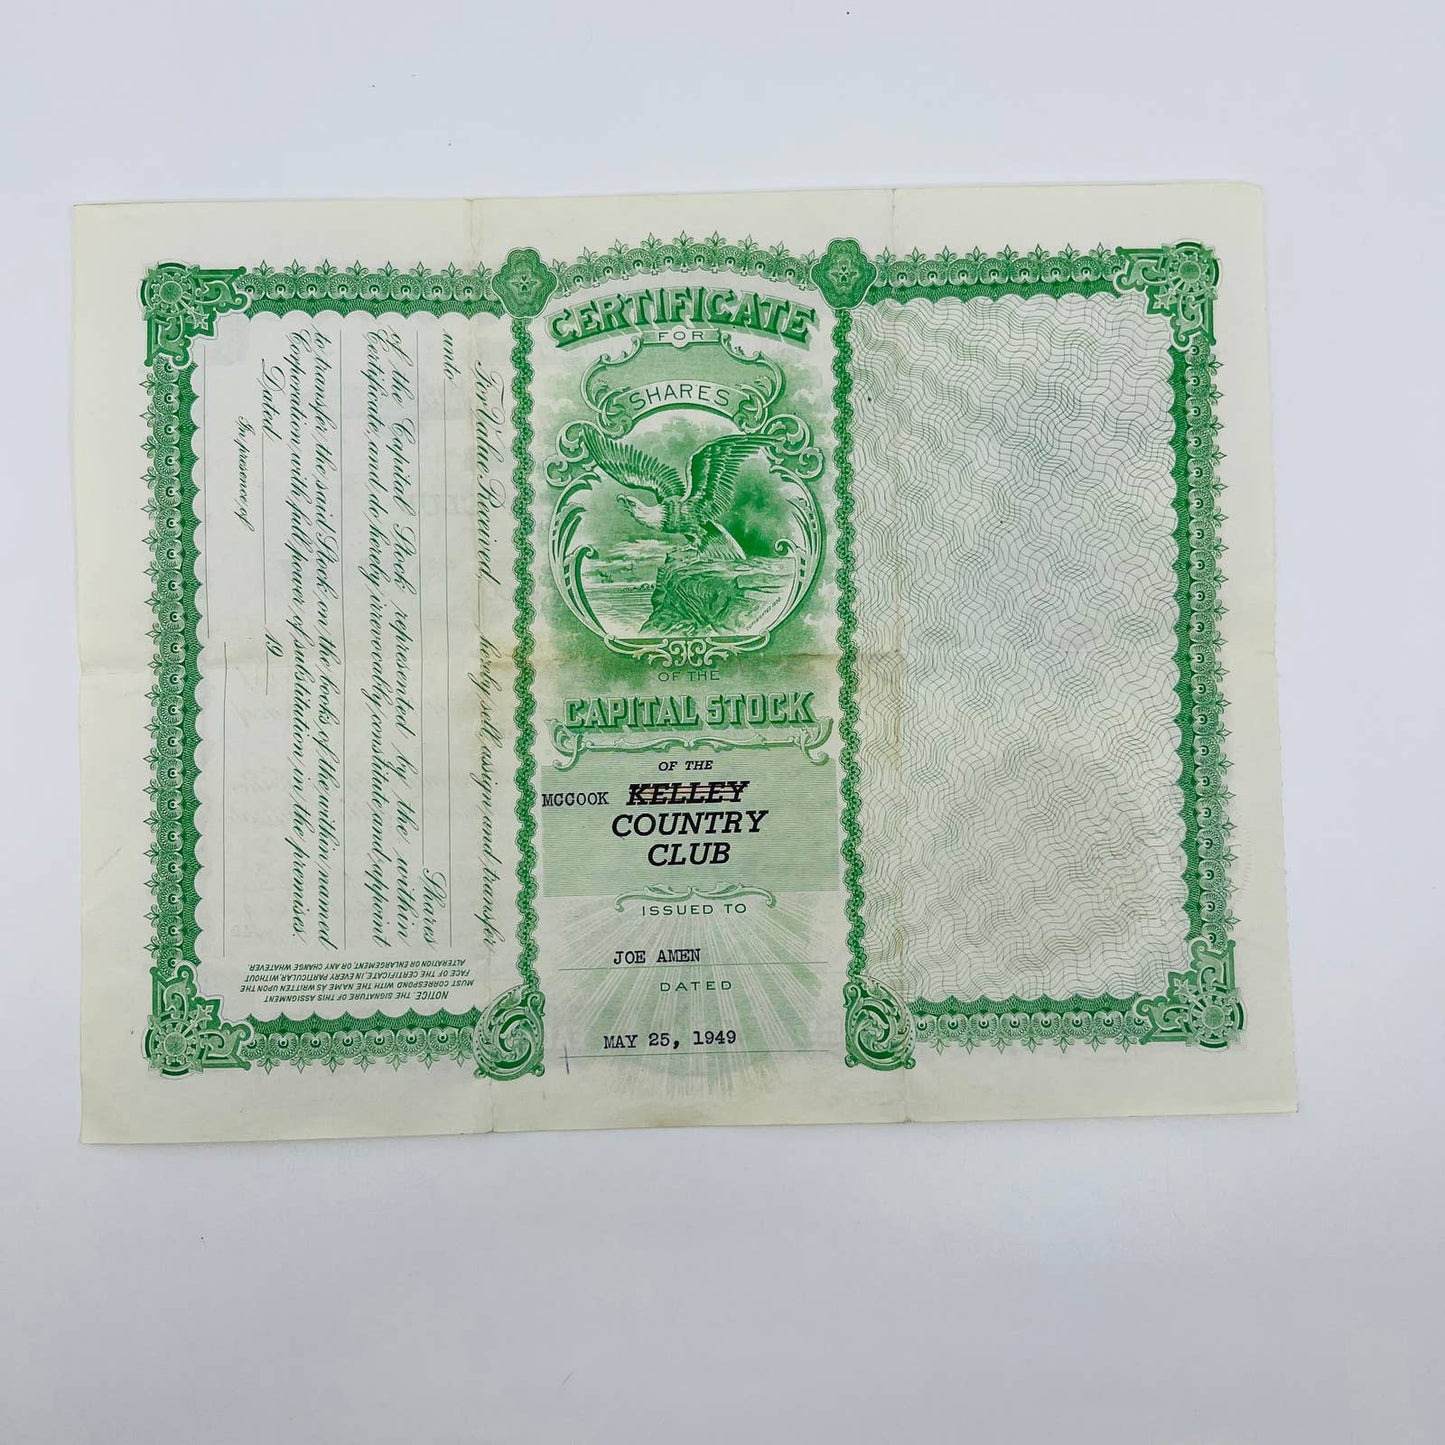 CERTIFICATE
FOR
SHARES
OF THE
CAPITAL STOCK
OF THE
MCCOOK KELLEY
COUNTRY
CLUB
ISSUED TO
JOE AMEN
DATED
MAY 25, 1949
For Value Received, hereby sell, assign and transfer
unto
Shares
of the Capital Stock represented by the within
Certificate and do hereby irrevocably constitute and appoint
to transfer the said Stock on the books of the within named
Corporation with full power of substitution in the premises.
Dated 19
In presence of
NOTICE: THE SIGNATURE OF THIS ASSIGNMENT
MUST CORRESPOND WITH THE NAME AS WRITTEN UPON THE
FACE OF THE CERTIFICATE, IN EVERY PARTICULAR, WITHOUT
ALTERATION OR ENLARGEMENT, OR ANY CHANGE WHATEVER.